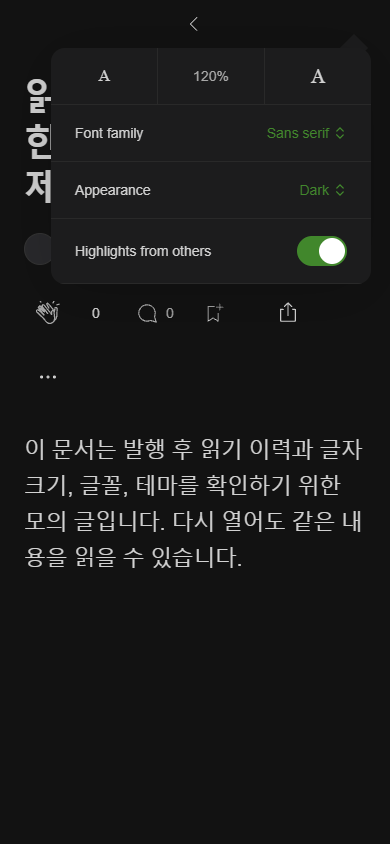 읽
한
제
A 120% A
Font family Sans serif
Appearance Dark
Highlights from others
0 0
이 문서는 발행 후 읽기 이력과 글자
크기, 글꼴, 테마를 확인하기 위한
모의 글입니다. 다시 열어도 같은 내
용을 읽을 수 있습니다.